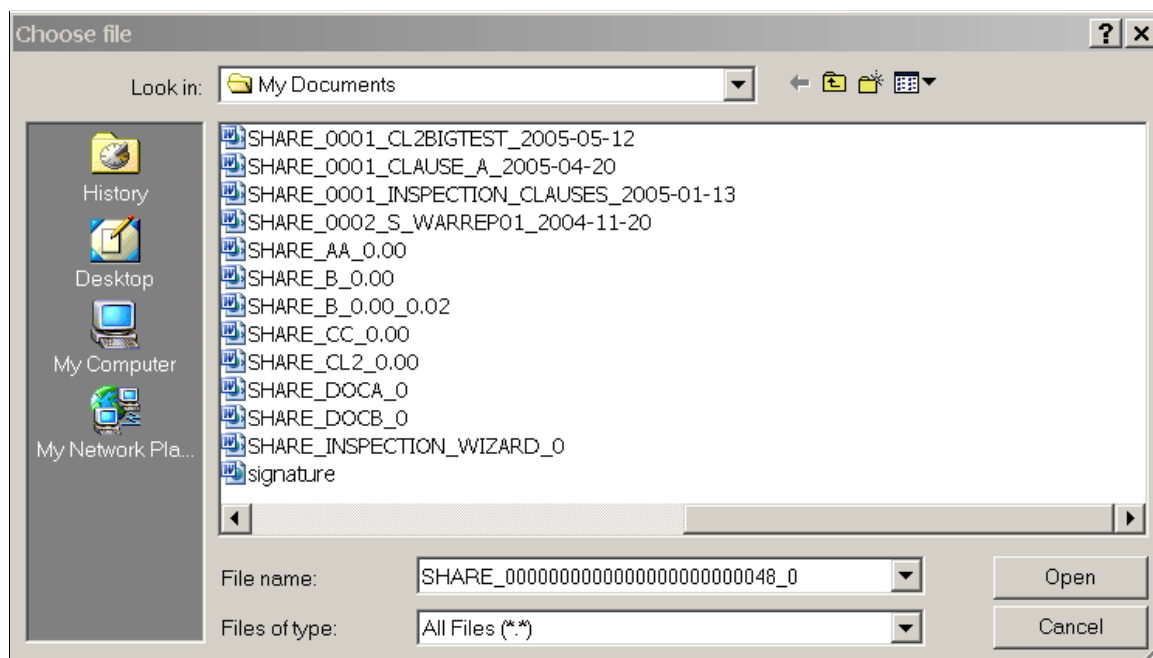 Choose file
Look in: My Documents
History
Desktop
My Computer
My Network Pla...
SHARE_0001_CL2BIGTEST_2005-05-12
SHARE_0001_CLAUSE_A_2005-04-20
SHARE_0001_INSPECTION_CLAUSES_2005-01-13
SHARE_0002_S_WARREP01_2004-11-20
SHARE_AA_0.00
SHARE_B_0.00
SHARE_B_0.00_0.02
SHARE_CC_0.00
SHARE_CL2_0.00
SHARE_DOCA_0
SHARE_DOCB_0
SHARE_INSPECTION_WIZARD_0
signature
File name: SHARE_0000000000000000000000048_0 Open
Files of type: All Files (*.*) Cancel